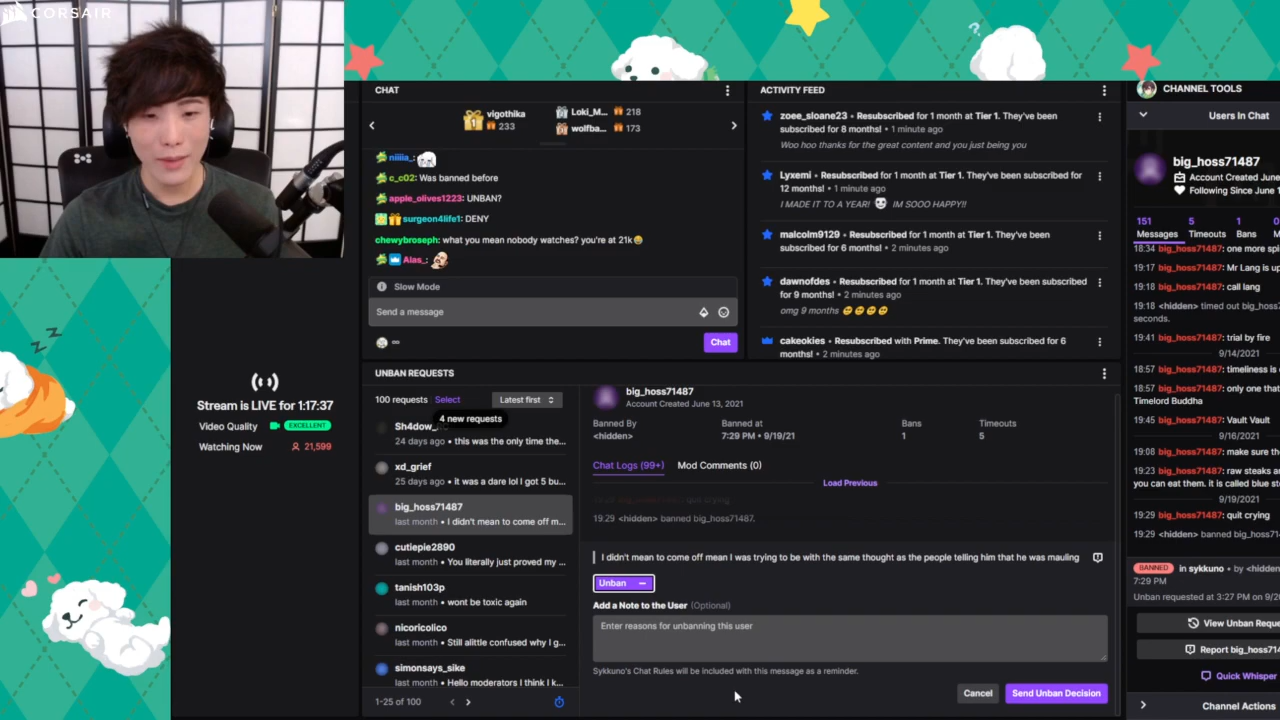 CORSAIR
CHAT
vigothika
233
Loki_M... 218
wolfba... 173
niiiia_:
c_c02: Was banned before
apple_olives1223: UNBAN?
surgeon4life1: DENY
chewybroseph: what you mean nobody watches? you're at 21k😂
Alas_:
Slow Mode
Send a message
Chat
ACTIVITY FEED
zoee_sloane23 • Resubscribed for 1 month at Tier 1. They've been
subscribed for 8 months! • 1 minute ago
Woo hoo thanks for the great content and you just being you
Lyxemi • Resubscribed for 1 month at Tier 1. They've been subscribed for
12 months! • 1 minute ago
I MADE IT TO A YEAR! IM SOOO HAPPY!!
malcolm9129 • Resubscribed for 1 month at Tier 1. They've been
subscribed for 6 months! • 2 minutes ago
dawnofdes • Resubscribed for 1 month at Tier 1. They've been subscribed
for 9 months! • 2 minutes ago
omg 9 months
cakeokies • Resubscribed with Prime. They've been subscribed for 6
months! • 2 minutes ago
CHANNEL TOOLS
Users in Chat
big_hoss71487
Account Created June 1
Following Since June 1
151 5 1 0
Messages Timeouts Bans M
18:34 big_hoss71487: one more spi
19:17 big_hoss71487: Mr Lang is up
19:18 big_hoss71487: call lang
19:18 <hidden> timed out big_hoss7
seconds.
19:41 big_hoss71487: trial by fire
9/14/2021
18:57 big_hoss71487: timeliness is
18:57 big_hoss71487: only one that
Timelord Buddha
19:45 big_hoss71487: Vault Vault
9/16/2021
19:08 big_hoss71487: make sure the
19:23 big_hoss71487: raw steaks a
you can eat them. it is called blue st
9/19/2021
19:29 big_hoss71487: quit crying
19:29 <hidden> banned big_hoss7148
BANNED in sykkuno • by <hidden
7:29 PM
Unban requested at 3:27 PM on 9/2
View Unban Reque
Report big_hoss71
Quick Whisper
Channel Actions
Stream is LIVE for 1:17:37
Video Quality EXCELLENT
Watching Now 21,599
UNBAN REQUESTS
100 requests Select Latest first
4 new requests
Sh4dow_
24 days ago • this was the only time the...
xd_grief
25 days ago • it was a dare lol I got 5 bu...
big_hoss71487
last month • I didn't mean to come off m...
cutiepie2890
last month • You literally just proved my ...
tanish103p
last month • wont be toxic again
nicoricolico
last month • Still alittle confused why I g...
simonsays_sike
last month • Hello moderators I think I k...
1-25 of 100
big_hoss71487
Account Created June 13, 2021
Banned By Banned at Bans Timeouts
<hidden> 7:29 PM • 9/19/21 1 5
Chat Logs (99+) Mod Comments (0)
Load Previous
19:29 big_hoss71487: quit crying
19:29 <hidden> banned big_hoss71487.
I didn't mean to come off mean I was trying to be with the same thought as the people telling him that he was mauling
Unban
Add a Note to the User (Optional)
Enter reasons for unbanning this user
Sykkuno's Chat Rules will be included with this message as a reminder.
Cancel Send Unban Decision